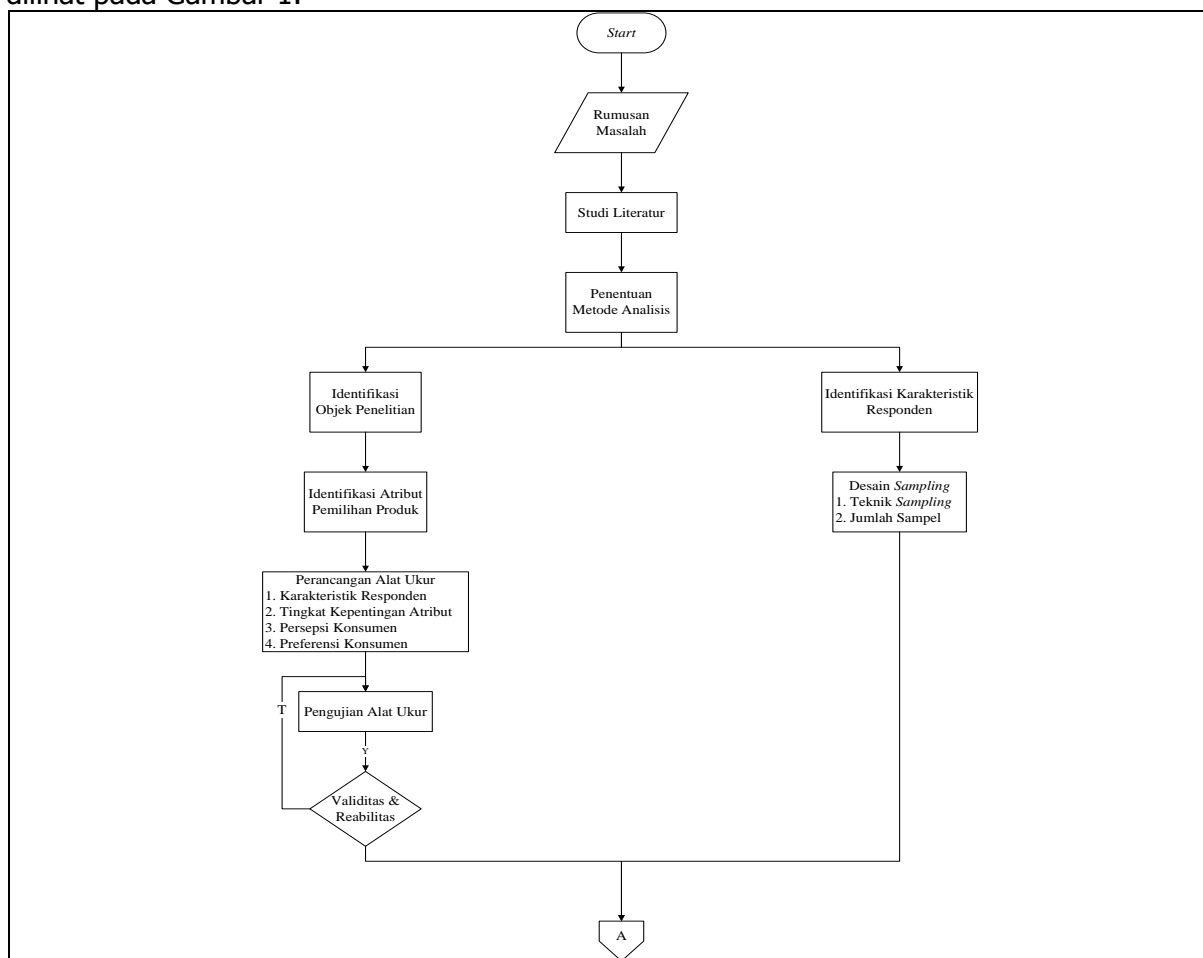 dilihat pada Gambar 1.
Start
Rumusan
Masalah
Studi Literatur
Penentuan
Metode Analisis
Identifikasi
Objek Penelitian
Identifikasi Karakteristik
Responden
Identifikasi Atribut
Pemilihan Produk
Desain Sampling
1. Teknik Sampling
2. Jumlah Sampel
Perancangan Alat Ukur
1. Karakteristik Responden
2. Tingkat Kepentingan Atribut
3. Persepsi Konsumen
4. Preferensi Konsumen
T
Pengujian Alat Ukur
Y
Validitas &
Reabilitas
A